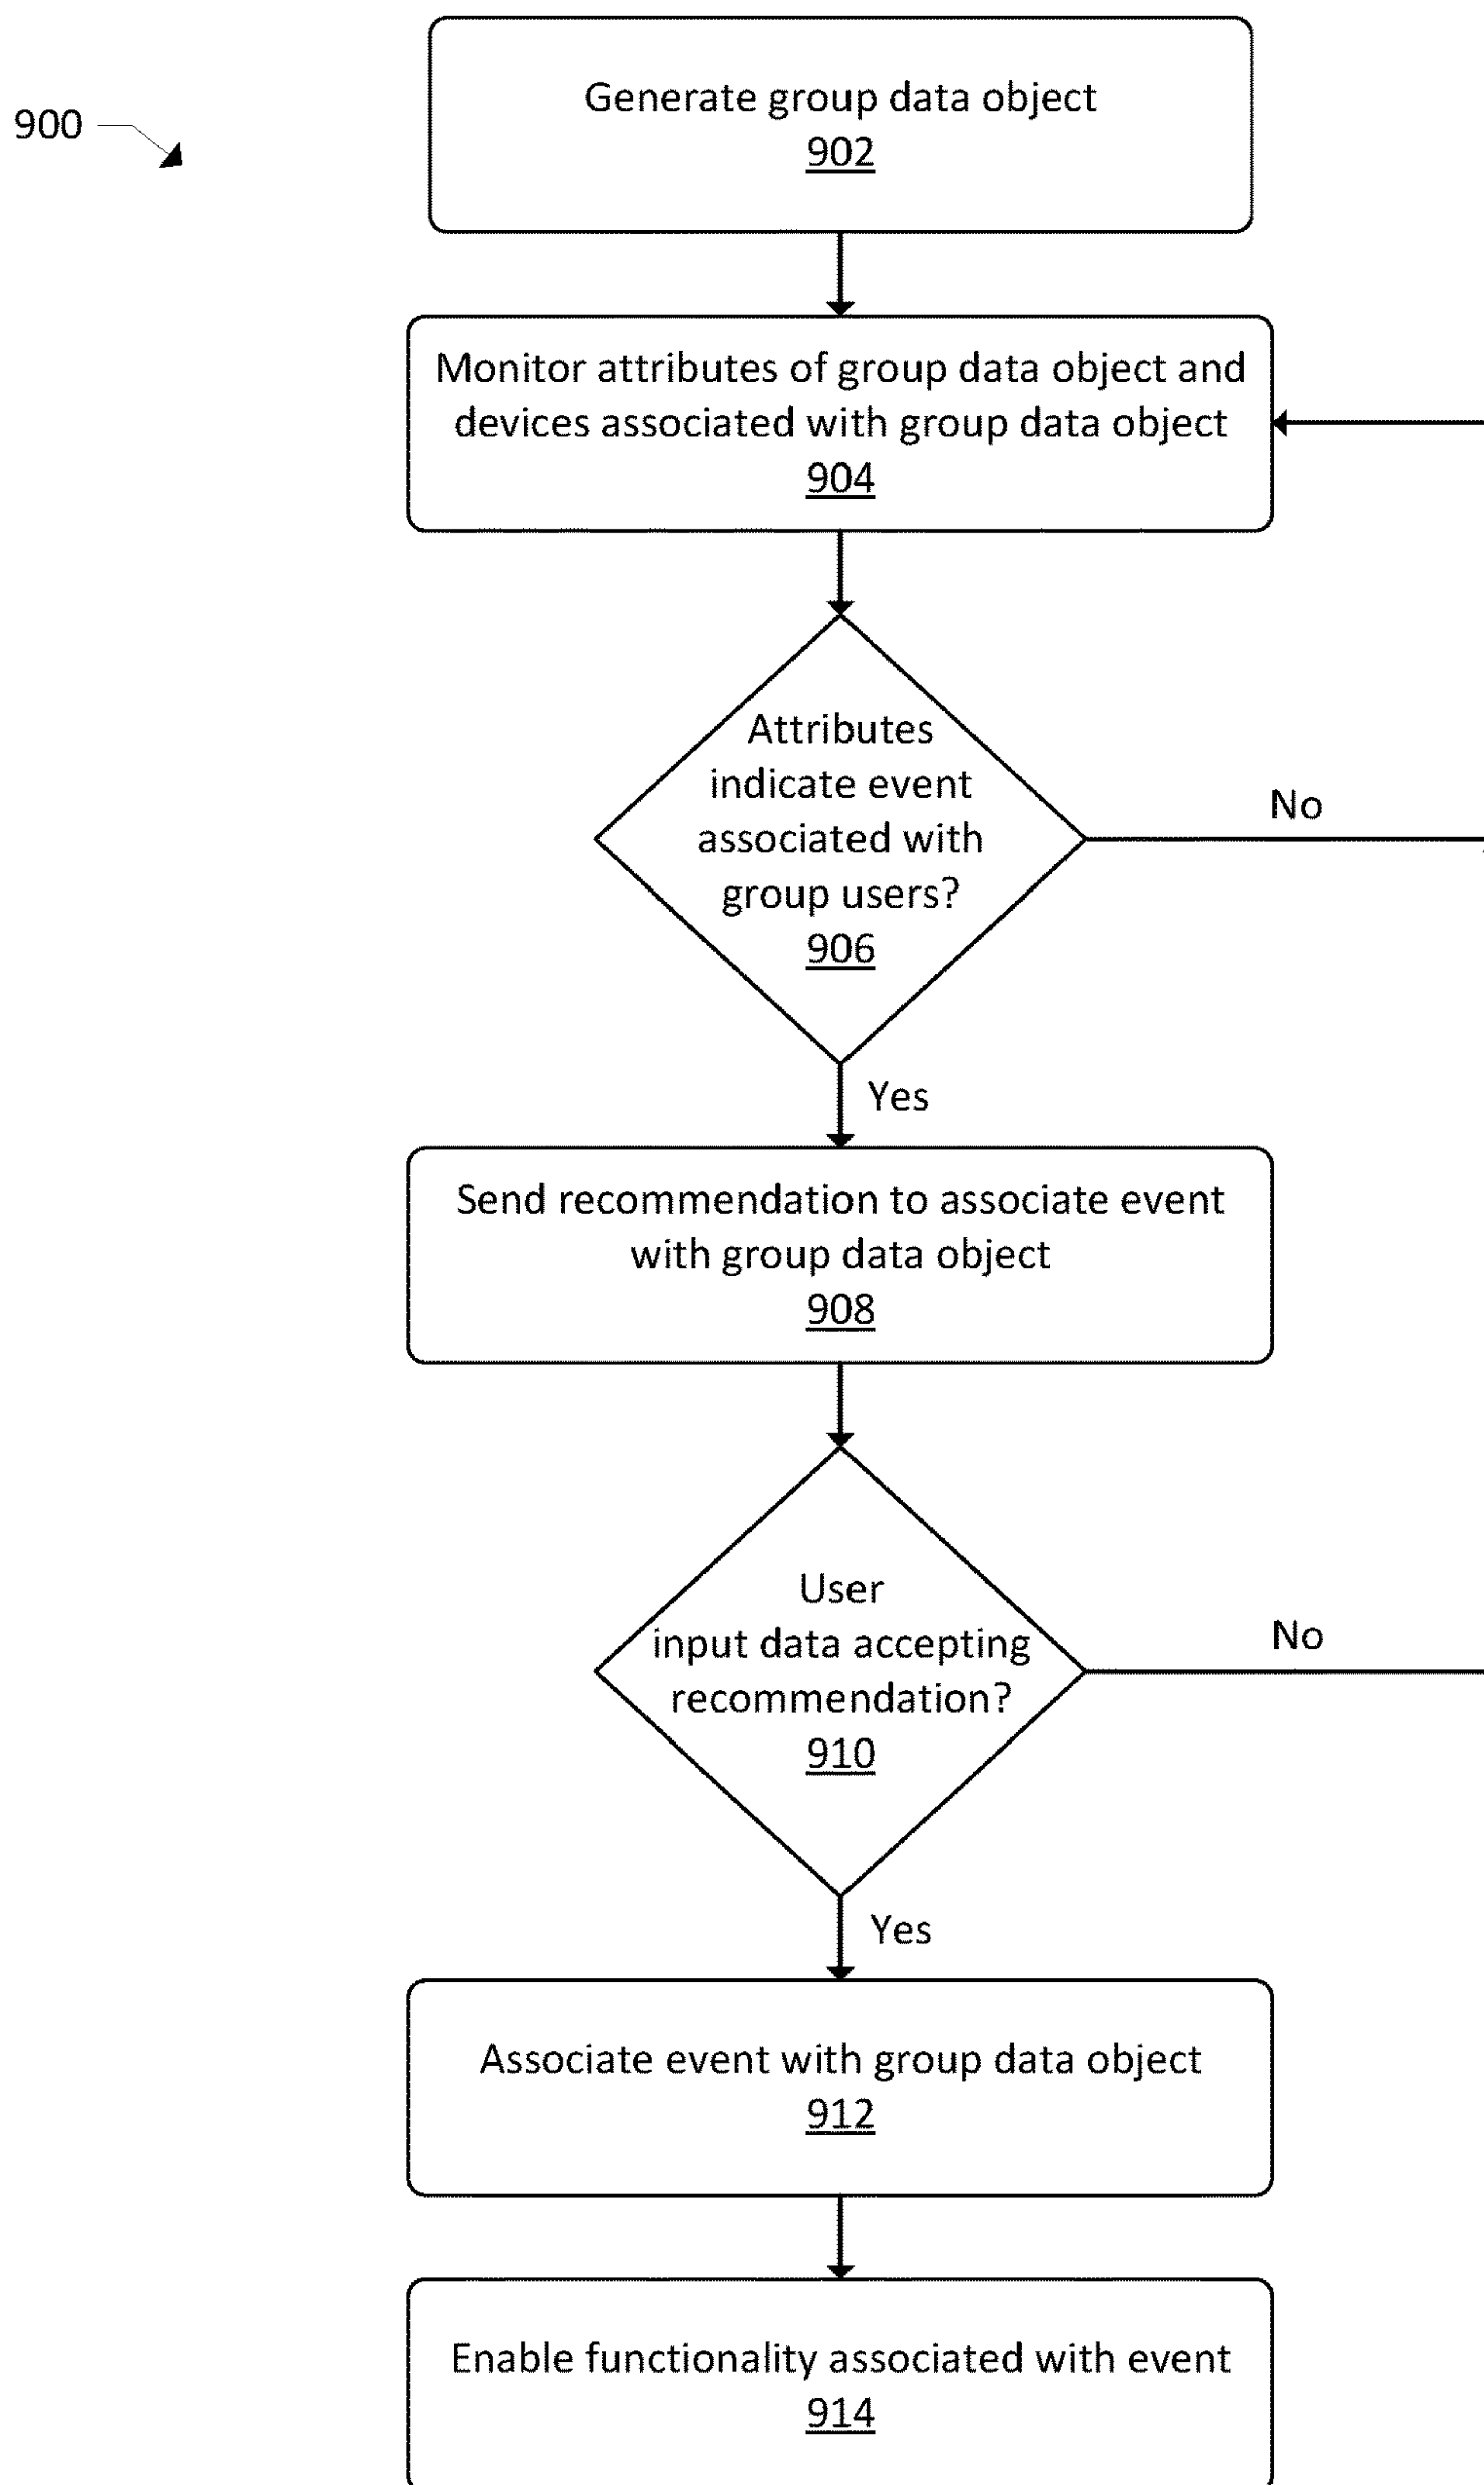 900
Generate group data object
902
Monitor attributes of group data object and
devices associated with group data object
904
Attributes
indicate event
associated with
group users?
906
No
Yes
Send recommendation to associate event
with group data object
908
User
input data accepting
recommendation?
910
No
Yes
Associate event with group data object
912
Enable functionality associated with event
914